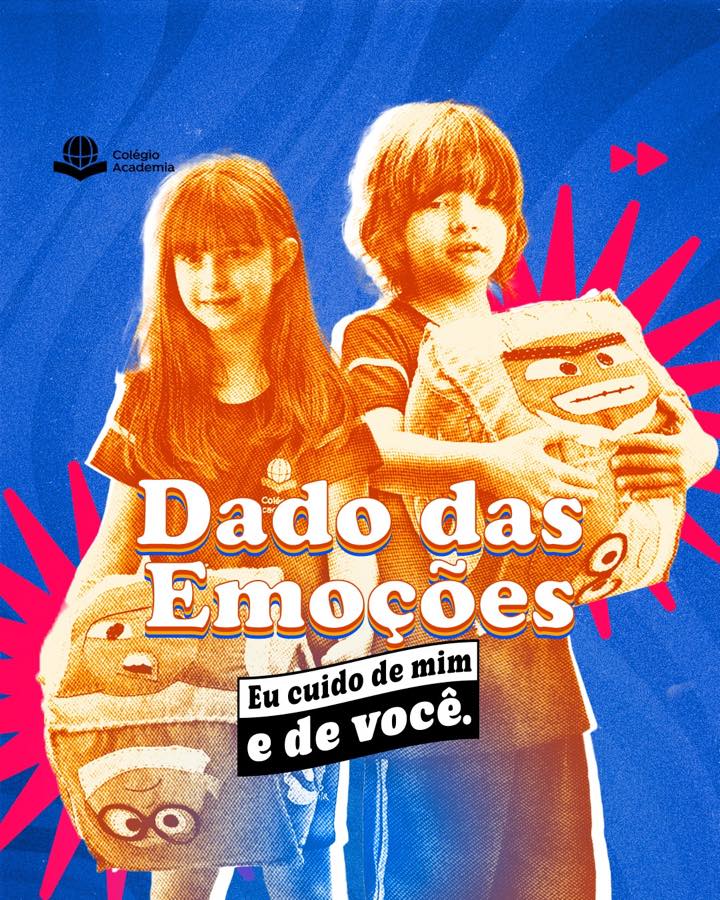 Colégio
Academia
Dado das
Emoções
Eu cuido de mim
e de você.